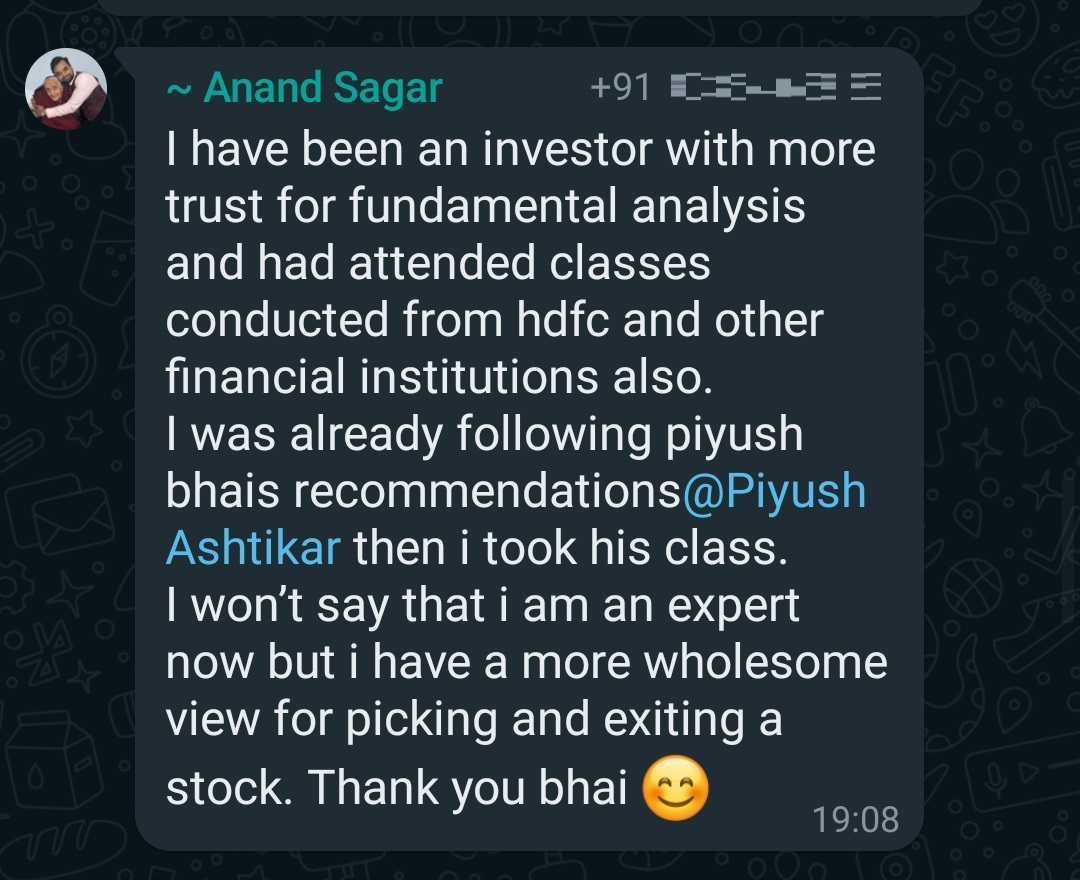 ~ Anand Sagar +91
I have been an investor with more
trust for fundamental analysis
and had attended classes
conducted from hdfc and other
financial institutions also.
I was already following piyush
bhais recommendations@Piyush
Ashtikar then i took his class.
I won’t say that i am an expert
now but i have a more wholesome
view for picking and exiting a
stock. Thank you bhai 😊
19:08